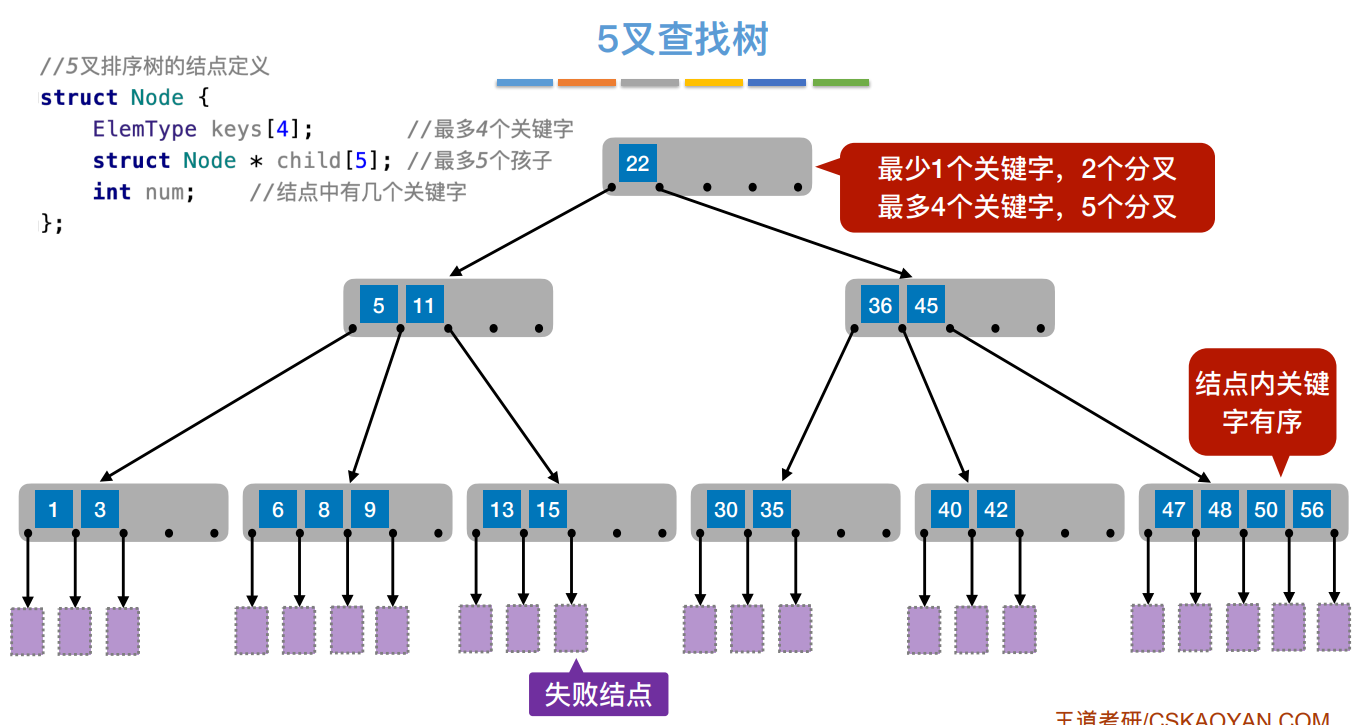 5叉查找树
//5叉排序树的结点定义
struct Node {
ElemType keys[4]; //最多4个关键字
struct Node * child[5]; //最多5个孩子
int num; //结点中有几个关键字
};
22
最少1个关键字，2个分叉
最多4个关键字，5个分叉
5 11
36 45
结点内关键
字有序
1 3
6 8 9
13 15
30 35
40 42
47 48 50 56
失败结点
王道考研/CSKAOYAN.COM